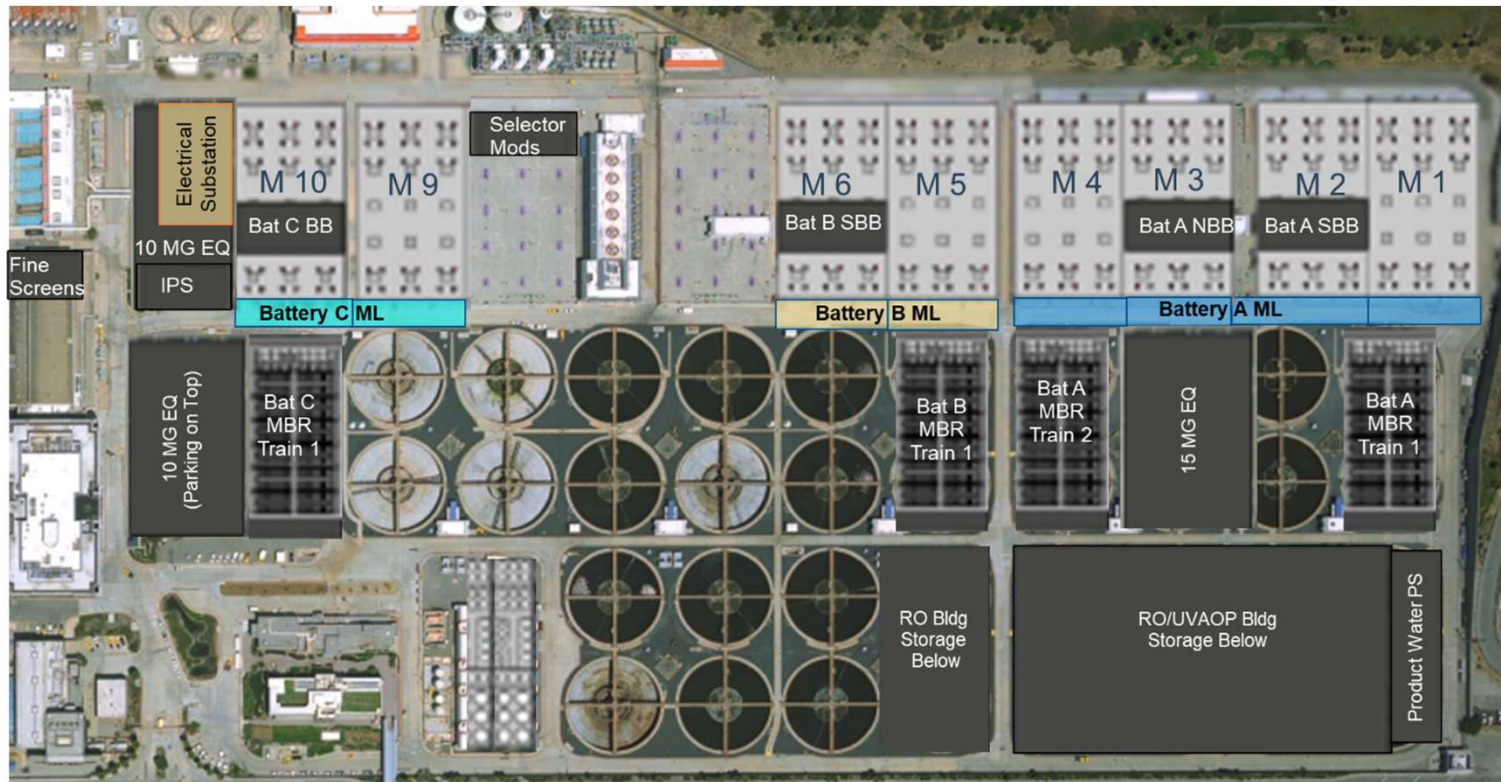 Electrical
Substation
Selector
Mods
M 10
M 9
M 6
M 5
M 4
M 3
M 2
M 1
Bat C BB
Bat B SBB
Bat A NBB
Bat A SBB
10 MG EQ
IPS
Fine
Screens
Battery C ML
Battery B ML
Battery A ML
10 MG EQ
(Parking on Top)
Bat C
MBR
Train 1
Bat B
MBR
Train 1
Bat A
MBR
Train 2
15 MG EQ
Bat A
MBR
Train 1
RO Bldg
Storage
Below
RO/UVAOP Bldg
Storage Below
Product Water PS